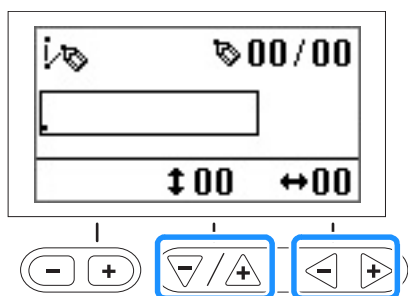 00/00
↕00 ↔00
- + - / + - +